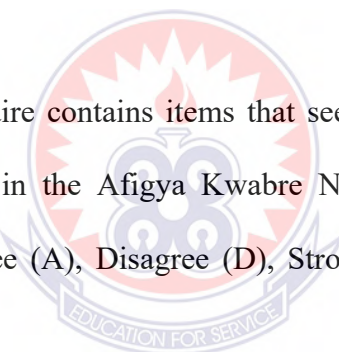 ire contains items that see
in the Afigya Kwabre N
ee (A), Disagree (D), Stro
EDUCATION FOR SERVICE